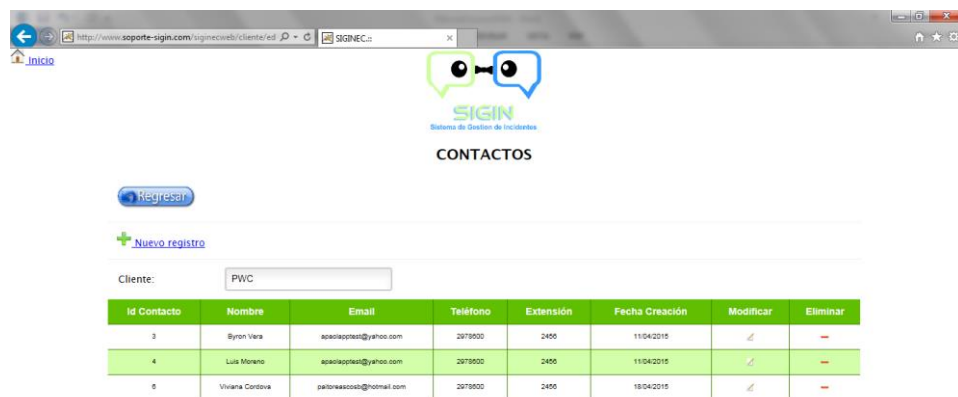 http://www.soporte-sigin.com/siginecweb/cliente/ed
SIGINEC.::
Inicio
SIGIN
Sistema de Gestion de Incidentes
CONTACTOS
Regresar
Nuevo registro
Cliente: PWC
Id Contacto Nombre Email Teléfono Extensión Fecha Creación Modificar Eliminar
3 Byron Vera apaolapptest@yahoo.com 2978600 2456 11/04/2015
4 Luis Moreno apaolapptest@yahoo.com 2978600 2456 11/04/2015
6 Viviana Cordova 2978600 2456 18/04/2015